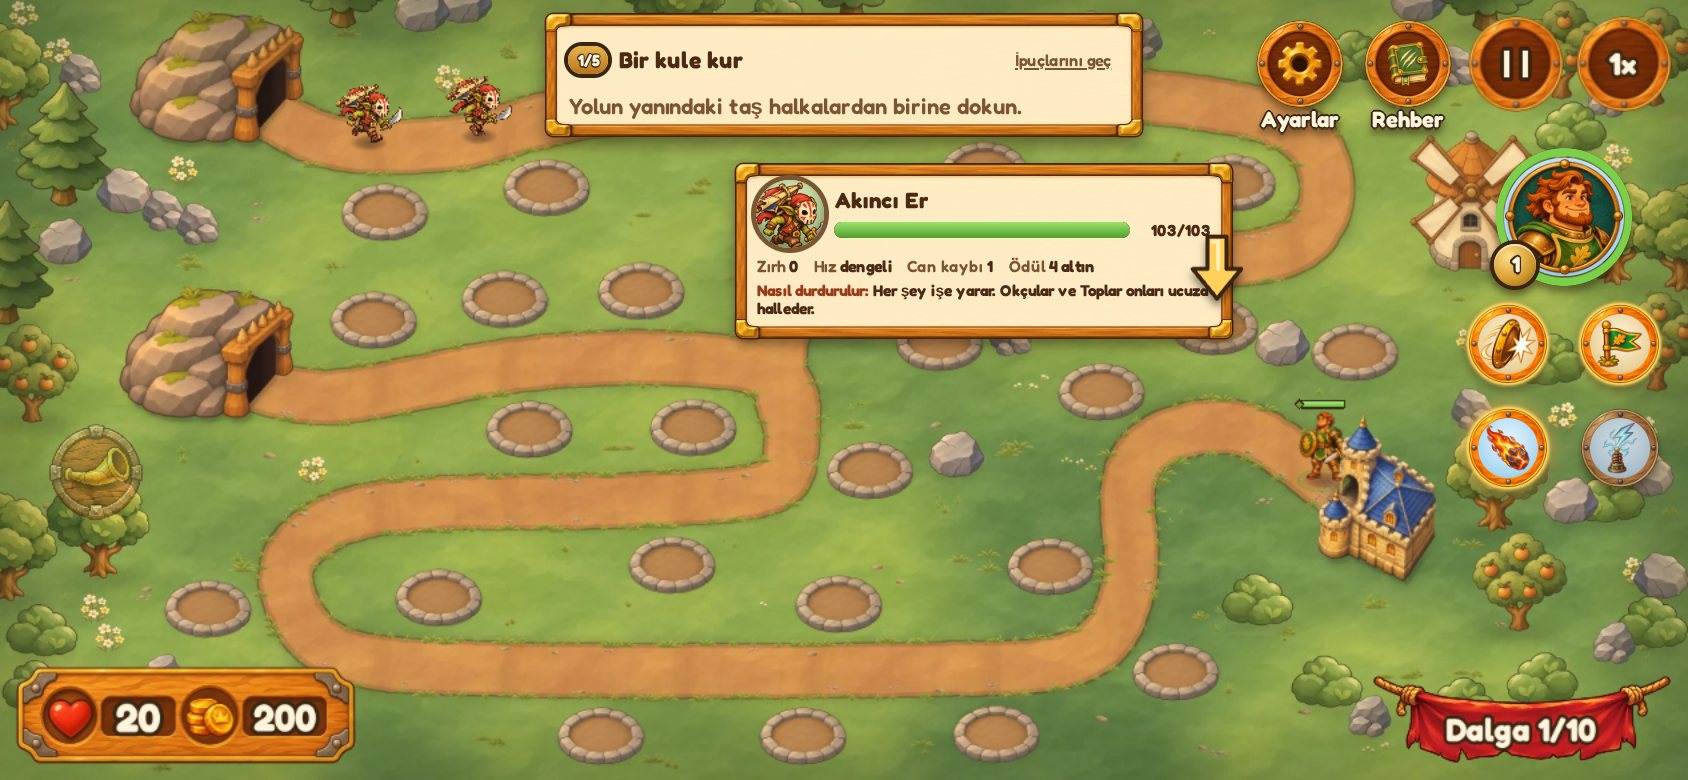 1/5 Bir kule kur İpuçlarını geç
Yolun yanındaki taş halkalardan birine dokun.
Ayarlar
Rehber
1x
Akıncı Er
103/103
Zırh 0 Hız dengeli Can kaybı 1 Ödül 4 altın
Nasıl durdurulur: Her şey işe yarar. Okçular ve Toplar onları ucuza
halleder.
1
20 200
Dalga 1/10